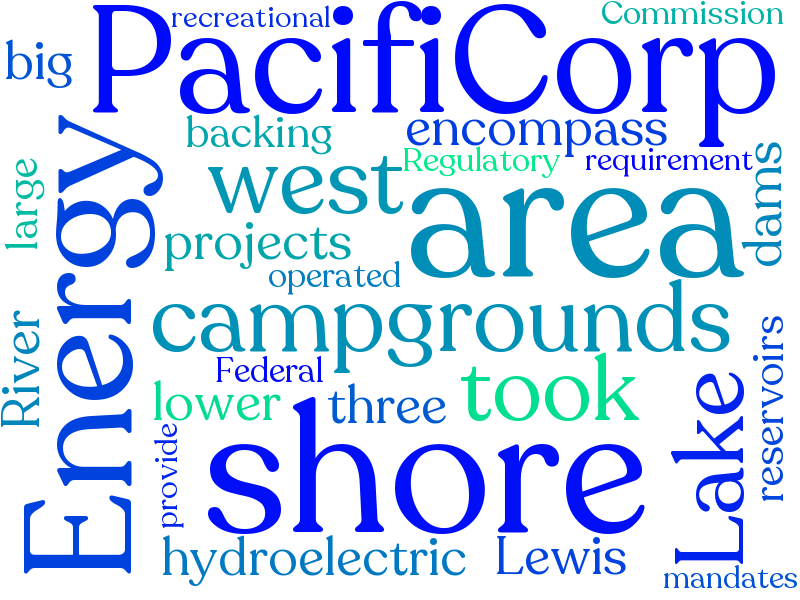 recreational
Commission
big
PacifiCorp
backing
encompass
Regulatory
requirement
large
Energy
west
area
dams
projects
operated
campgrounds
River
Federal
lower
three
took
Lake
reservoirs
provide
shore
hydroelectric
Lewis
mandates